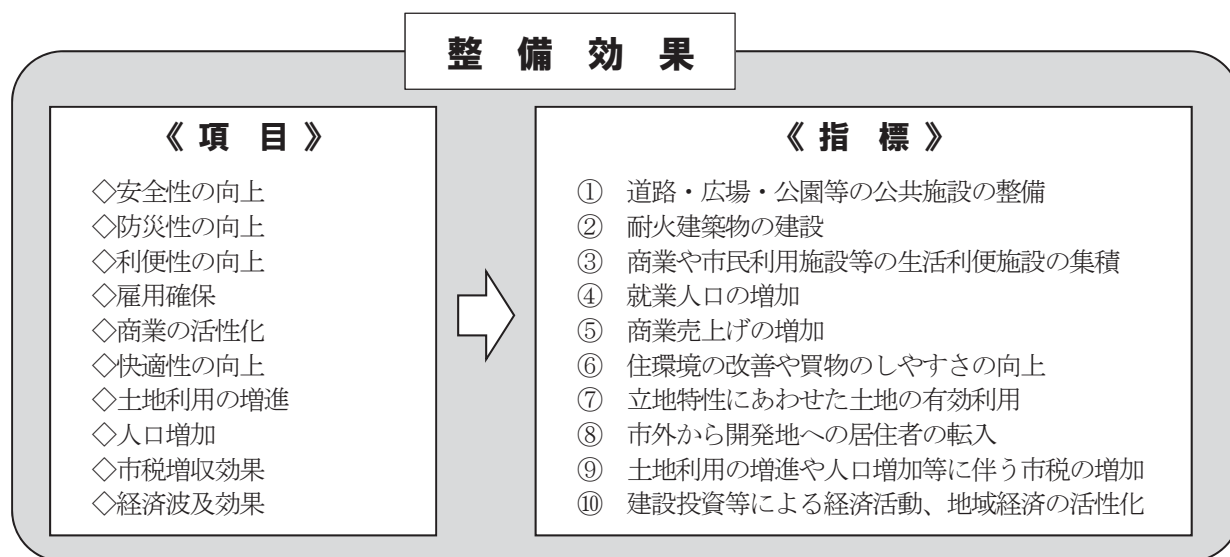 整備効果
《項目》
◇安全性の向上
◇防災性の向上
◇利便性の向上
◇雇用確保
◇商業の活性化
◇快適性の向上
◇土地利用の増進
◇人口増加
◇市税増収効果
◇経済波及効果
《指標》
① 道路・広場・公園等の公共施設の整備
② 耐火建築物の建設
③ 商業や市民利用施設等の生活利便施設の集積
④ 就業人口の増加
⑤ 商業売上げの増加
⑥ 住環境の改善や買物のしやすさの向上
⑦ 立地特性にあわせた土地の有効利用
⑧ 市外から開発地への居住者の転入
⑨ 土地利用の増進や人口増加等に伴う市税の増加
⑩ 建設投資等による経済活動、地域経済の活性化